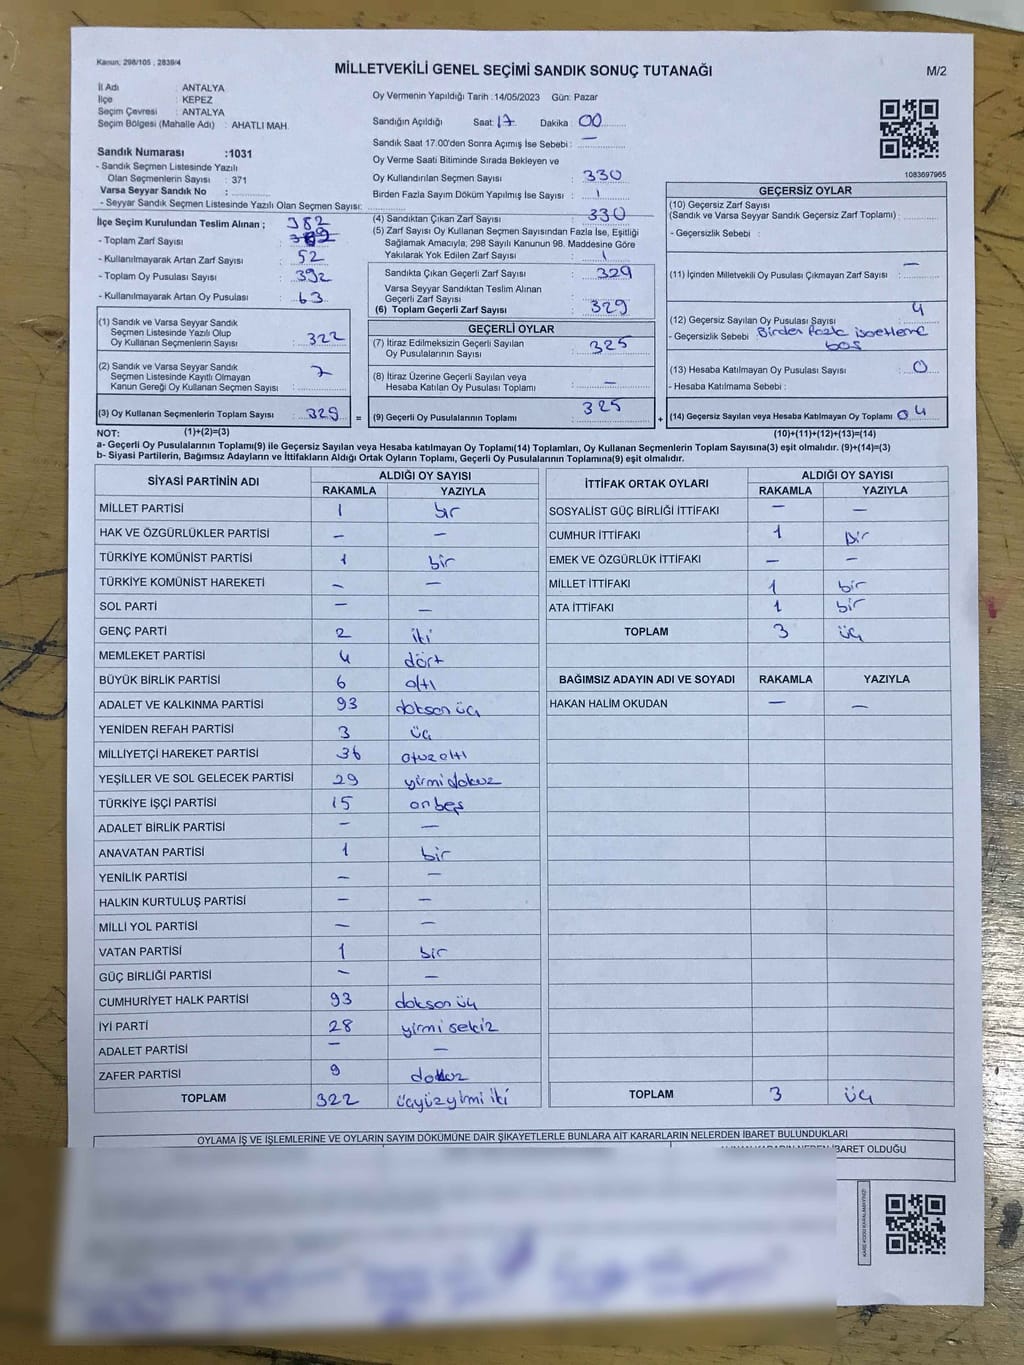 Kanun: 298/105 , 2839/4
MİLLETVEKİLİ GENEL SEÇİMİ SANDIK SONUÇ TUTANAĞI
M/2
İl Adı : ANTALYA
İlçe : KEPEZ
Seçim Çevresi : ANTALYA
Seçim Bölgesi (Mahalle Adı) : AHATLI MAH.
Sandık Numarası :1031
- Sandık Seçmen Listesinde Yazılı
Olan Seçmenlerin Sayısı : 371
Varsa Seyyar Sandık No :
- Seyyar Sandık Seçmen Listesinde Yazılı Olan Seçmen Sayısı:
Oy Vermenin Yapıldığı Tarih :14/05/2023 Gün: Pazar
Sandığın Açıldığı Saat: 17 Dakika : 00
Sandık Saat 17.00'den Sonra Açımış İse Sebebi : —
Oy Verme Saati Bitiminde Sırada Bekleyen ve
Oy Kullandırılan Seçmen Sayısı : 330
Birden Fazla Sayım Döküm Yapılmış İse Sayısı : 1
1083697965
İlçe Seçim Kurulundan Teslim Alınan ; 382
- Toplam Zarf Sayısı :
- Kullanılmayarak Artan Zarf Sayısı : 52
- Toplam Oy Pusulası Sayısı : 392
- Kullanılmayarak Artan Oy Pusulası : 63
(4) Sandıktan Çıkan Zarf Sayısı : 330
(5) Zarf Sayısı Oy Kullanan Seçmen Sayısından Fazla İse, Eşitliği
Sağlamak Amacıyla, 298 Sayılı Kanunun 98. Maddesine Göre
Yakılarak Yok Edilen Zarf Sayısı : 1
Sandıkta Çıkan Geçerli Zarf Sayısı : 329
Varsa Seyyar Sandıktan Teslim Alınan
Geçerli Zarf Sayısı :
(6) Toplam Geçerli Zarf Sayısı : 329
GEÇERSİZ OYLAR
(10) Geçersiz Zarf Sayısı
(Sandık ve Varsa Seyyar Sandık Geçersiz Zarf Toplamı) :
- Geçersizlik Sebebi :
(11) İçinden Milletvekili Oy Pusulası Çıkmayan Zarf Sayısı : —
(12) Geçersiz Sayılan Oy Pusulası Sayısı : 4
- Geçersizlik Sebebi : Birden fazla işaretleme
boş
(13) Hesaba Katılmayan Oy Pusulası Sayısı : 0
- Hesaba Katılmama Sebebi :
(14) Geçersiz Sayılan veya Hesaba Katılmayan Oy Toplamı : 04
(1) Sandık ve Varsa Seyyar Sandık
Seçmen Listesinde Yazılı Olup
Oy Kullanan Seçmenlerin Sayısı : 322
(2) Sandık ve Varsa Seyyar Sandık
Seçmen Listesinde Kayıtlı Olmayan
Kanun Gereği Oy Kullanan Seçmen Sayısı : 7
(3) Oy Kullanan Seçmenlerin Toplam Sayısı : 329 =
GEÇERLİ OYLAR
(7) İtiraz Edilmeksizin Geçerli Sayılan
Oy Pusulalarının Sayısı : 325
(8) İtiraz Üzerine Geçerli Sayılan veya
Hesaba Katılan Oy Pusulası Toplamı : —
(9) Geçerli Oy Pusulalarının Toplamı : 325 +
NOT: (1)+(2)=(3)
(10)+(11)+(12)+(13)=(14)
a- Geçerli Oy Pusulalarının Toplamı(9) ile Geçersiz Sayılan veya Hesaba katılmayan Oy Toplamı(14) Toplamları, Oy Kullanan Seçmenlerin Toplam Sayısına(3) eşit olmalıdır. (9)+(14)=(3)
b- Siyasi Partilerin, Bağımsız Adayların ve İttifakların Aldığı Ortak Oyların Toplamı, Geçerli Oy Pusulalarının Toplamına(9) eşit olmalıdır.
SİYASİ PARTİNİN ADI ALDIĞI OY SAYISI
RAKAMLA YAZIYLA
MİLLET PARTİSİ 1 bir
HAK VE ÖZGÜRLÜKLER PARTİSİ — —
TÜRKİYE KOMÜNİST PARTİSİ 1 bir
TÜRKİYE KOMÜNİST HAREKETİ — —
SOL PARTİ — —
GENÇ PARTİ 2 iki
MEMLEKET PARTİSİ 4 dört
BÜYÜK BİRLİK PARTİSİ 6 altı
ADALET VE KALKINMA PARTİSİ 93 doksan üç
YENİDEN REFAH PARTİSİ 3 üç
MİLLİYETÇİ HAREKET PARTİSİ 36 otuz altı
YEŞİLLER VE SOL GELECEK PARTİSİ 29 yirmi dokuz
TÜRKİYE İŞÇİ PARTİSİ 15 onbeş
ADALET BİRLİK PARTİSİ — —
ANAVATAN PARTİSİ 1 bir
YENİLİK PARTİSİ — —
HALKIN KURTULUŞ PARTİSİ — —
MİLLİ YOL PARTİSİ — —
VATAN PARTİSİ 1 bir
GÜÇ BİRLİĞİ PARTİSİ — —
CUMHURİYET HALK PARTİSİ 93 doksan üç
İYİ PARTİ 28 yirmi sekiz
ADALET PARTİSİ — —
ZAFER PARTİSİ 9 dokuz
TOPLAM 322 üçyüzyirmi iki
İTTİFAK ORTAK OYLARI ALDIĞI OY SAYISI
RAKAMLA YAZIYLA
SOSYALİST GÜÇ BİRLİĞİ İTTİFAKI — —
CUMHUR İTTİFAKI 1 bir
EMEK VE ÖZGÜRLÜK İTTİFAKI — —
MİLLET İTTİFAKI 1 bir
ATA İTTİFAKI 1 bir
TOPLAM 3 üç
BAĞIMSIZ ADAYIN ADI VE SOYADI RAKAMLA YAZIYLA
HAKAN HALİM OKUDAN — —
TOPLAM 3 üç
OYLAMA İŞ VE İŞLEMLERİNE VE OYLARIN SAYIM DÖKÜMÜNE DAİR ŞİKAYETLERLE BUNLARA AİT KARARLARIN NELERDEN İBARET BULUNDUKLARI
İBARET OLDUĞU
KARE KODU KARALAMAYINIZ!